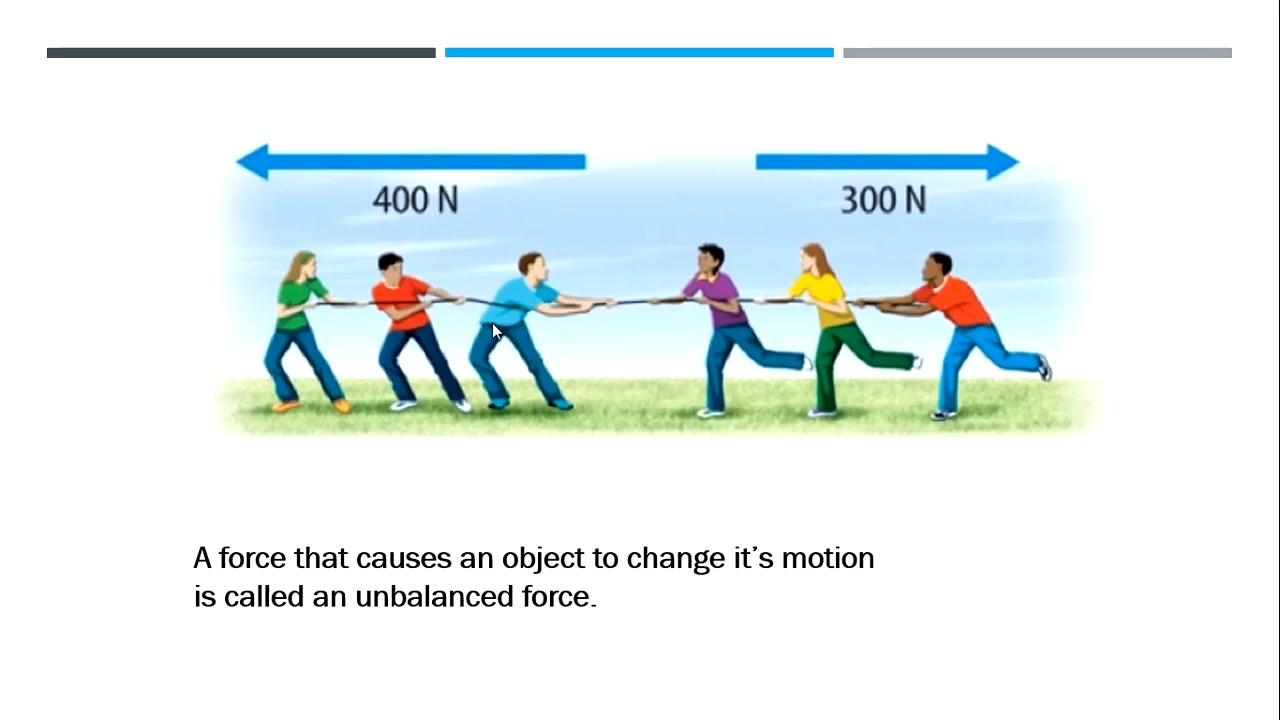 400 N
300 N
A force that causes an object to change it’s motion
is called an unbalanced force.